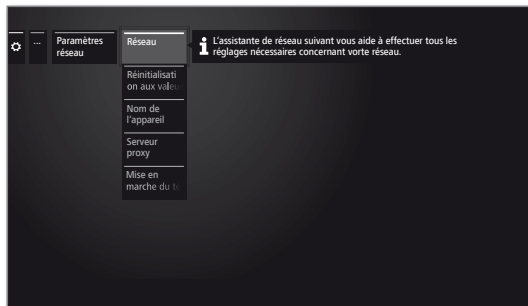 ...
Paramètres
réseau
Réseau
Réinitialisati
on aux valeu
Nom de
l'appareil
Serveur
proxy
Mise en
marche du te
i
L'assistante de réseau suivant vous aide à effectuer tous les
réglages nécessaires concernant vorte réseau.